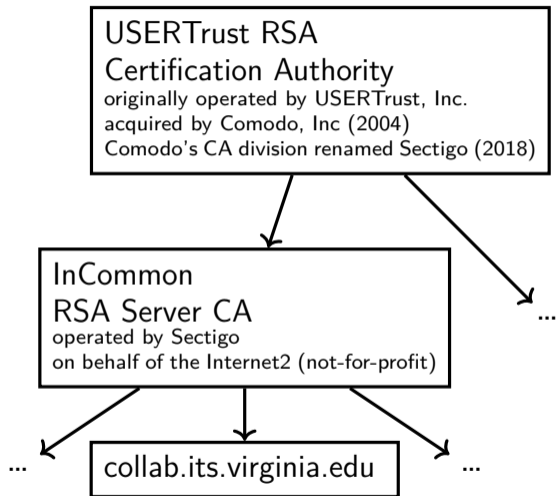 USERTrust RSA
Certification Authority
originally operated by USERTrust, Inc.
acquired by Comodo, Inc (2004)
Comodo's CA division renamed Sectigo (2018)
...
InCommon
RSA Server CA
operated by Sectigo
on behalf of the Internet2 (not-for-profit)
...
collab.its.virginia.edu
...